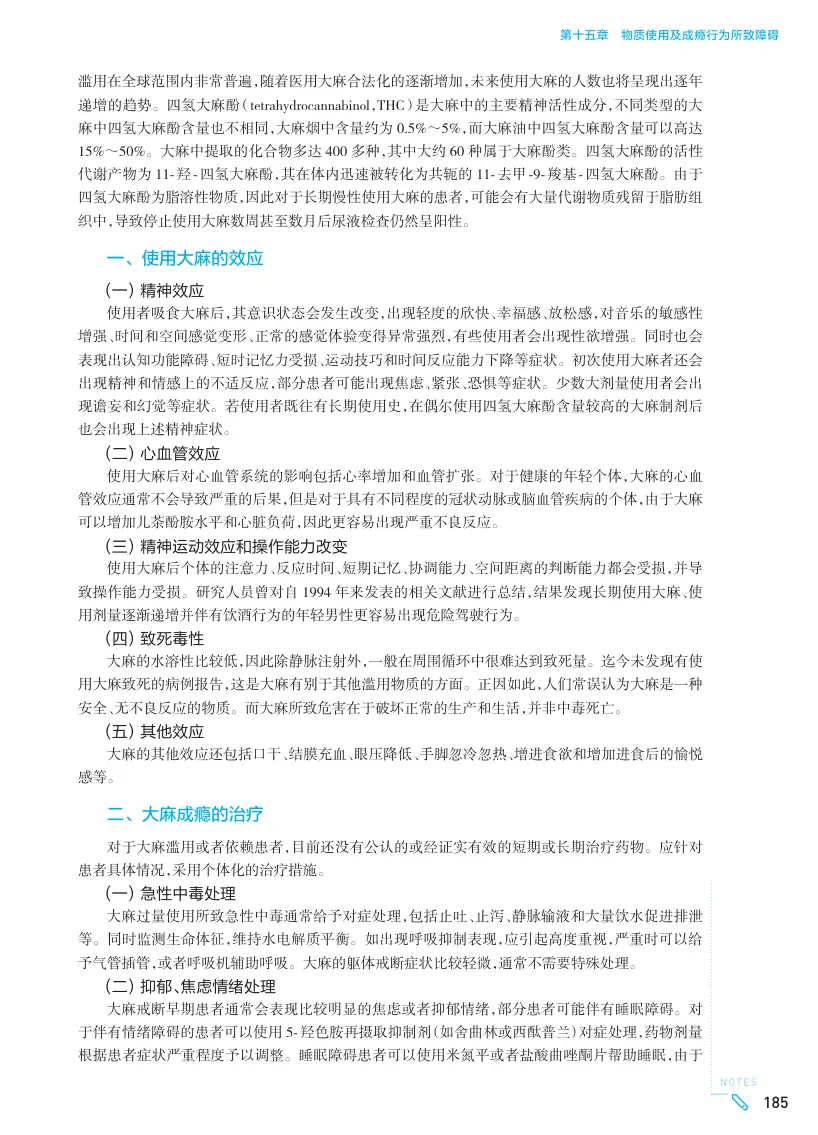 第十五章 物质使用及成瘾行为所致障碍
滥用在全球范围内非常普遍,随着医用大麻合法化的逐渐增加,未来使用大麻的人数也将呈现出逐年
递增的趋势。四氢大麻酚(tetrahydrocannabinol,THC)是大麻中的主要精神活性成分,不同类型的大
麻中四氢大麻酚含量也不相同,大麻烟中含量约为 0.5%～5%,而大麻油中四氢大麻酚含量可以高达
15%～50%。大麻中提取的化合物多达 400 多种,其中大约 60 种属于大麻酚类。四氢大麻酚的活性
代谢产物为 11- 羟 - 四氢大麻酚,其在体内迅速被转化为共轭的 11- 去甲 -9- 羧基 - 四氢大麻酚。由于
四氢大麻酚为脂溶性物质,因此对于长期慢性使用大麻的患者,可能会有大量代谢物质残留于脂肪组
织中,导致停止使用大麻数周甚至数月后尿液检查仍然呈阳性。
一、使用大麻的效应
(一)精神效应
使用者吸食大麻后,其意识状态会发生改变,出现轻度的欣快、幸福感、放松感,对音乐的敏感性
增强、时间和空间感觉变形、正常的感觉体验变得异常强烈,有些使用者会出现性欲增强。同时也会
表现出认知功能障碍、短时记忆力受损、运动技巧和时间反应能力下降等症状。初次使用大麻者还会
出现精神和情感上的不适反应,部分患者可能出现焦虑、紧张、恐惧等症状。少数大剂量使用者会出
现谵妄和幻觉等症状。若使用者既往有长期使用史,在偶尔使用四氢大麻酚含量较高的大麻制剂后
也会出现上述精神症状。
(二)心血管效应
使用大麻后对心血管系统的影响包括心率增加和血管扩张。对于健康的年轻个体,大麻的心血
管效应通常不会导致严重的后果,但是对于具有不同程度的冠状动脉或脑血管疾病的个体,由于大麻
可以增加儿茶酚胺水平和心脏负荷,因此更容易出现严重不良反应。
(三)精神运动效应和操作能力改变
使用大麻后个体的注意力、反应时间、短期记忆、协调能力、空间距离的判断能力都会受损,并导
致操作能力受损。研究人员曾对自 1994 年来发表的相关文献进行总结,结果发现长期使用大麻、使
用剂量逐渐递增并伴有饮酒行为的年轻男性更容易出现危险驾驶行为。
(四)致死毒性
大麻的水溶性比较低,因此除静脉注射外,一般在周围循环中很难达到致死量。迄今未发现有使
用大麻致死的病例报告,这是大麻有别于其他滥用物质的方面。正因如此,人们常误认为大麻是一种
安全、无不良反应的物质。而大麻所致危害在于破坏正常的生产和生活,并非中毒死亡。
(五)其他效应
大麻的其他效应还包括口干、结膜充血、眼压降低、手脚忽冷忽热、增进食欲和增加进食后的愉悦
感等。
二、大麻成瘾的治疗
对于大麻滥用或者依赖患者,目前还没有公认的或经证实有效的短期或长期治疗药物。应针对
患者具体情况,采用个体化的治疗措施。
(一)急性中毒处理
大麻过量使用所致急性中毒通常给予对症处理,包括止吐、止泻、静脉输液和大量饮水促进排泄
等。同时监测生命体征,维持水电解质平衡。如出现呼吸抑制表现,应引起高度重视,严重时可以给
予气管插管,或者呼吸机辅助呼吸。大麻的躯体戒断症状比较轻微,通常不需要特殊处理。
(二)抑郁、焦虑情绪处理
大麻戒断早期患者通常会表现比较明显的焦虑或者抑郁情绪,部分患者可能伴有睡眠障碍。对
于伴有情绪障碍的患者可以使用 5- 羟色胺再摄取抑制剂(如舍曲林或西酞普兰)对症处理,药物剂量
根据患者症状严重程度予以调整。睡眠障碍患者可以使用米氮平或者盐酸曲唑酮片帮助睡眠,由于
NOTES
185